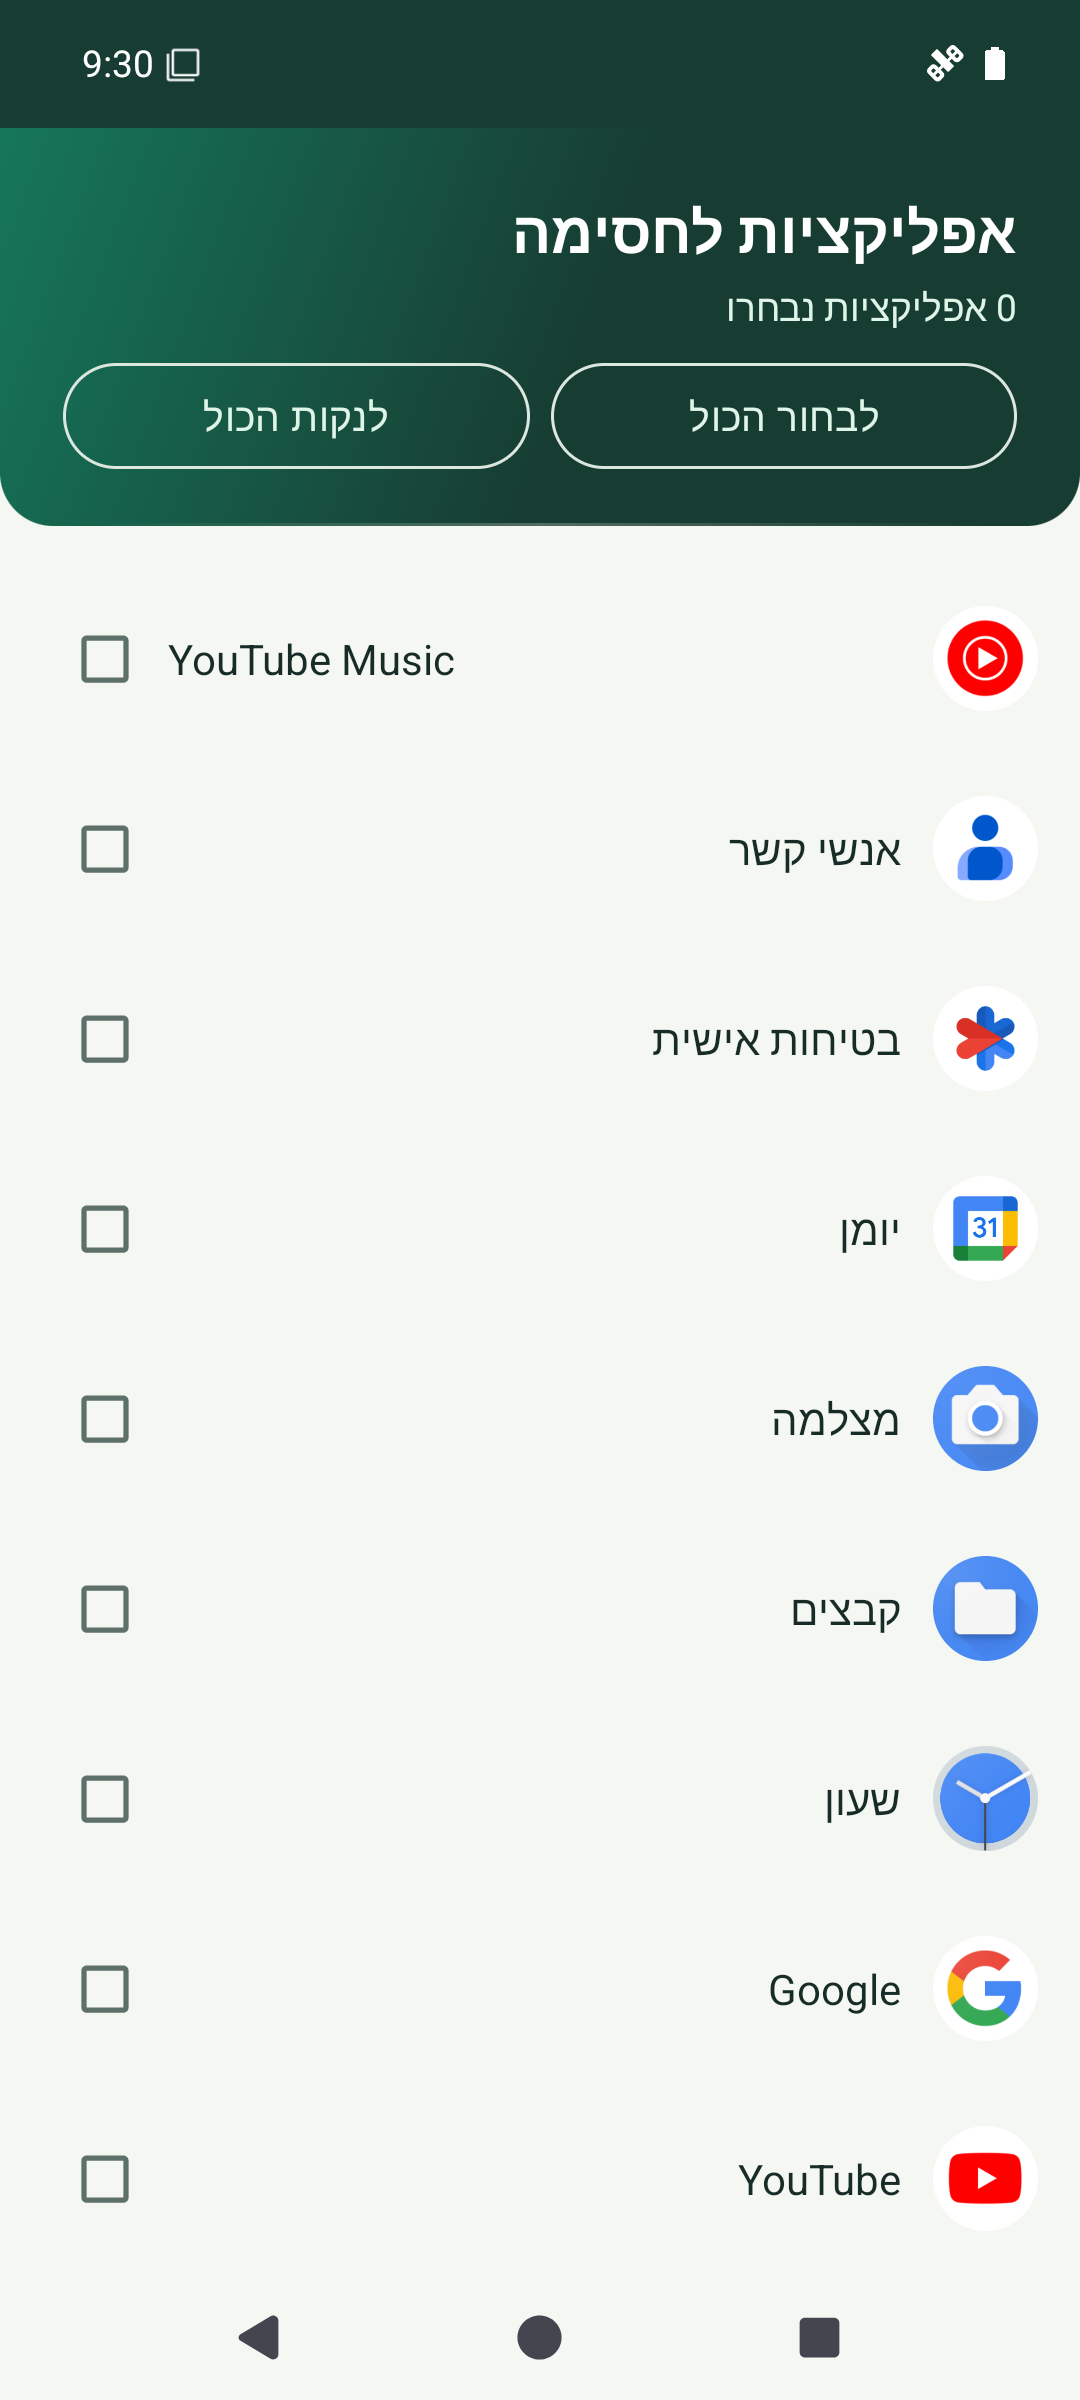 9:30
אפליקציות לחסימה
0 אפליקציות נבחרו
לבחור הכול
לנקות הכול
YouTube Music
אנשי קשר
בטיחות אישית
יומן
31
מצלמה
קבצים
שעון
Google
YouTube